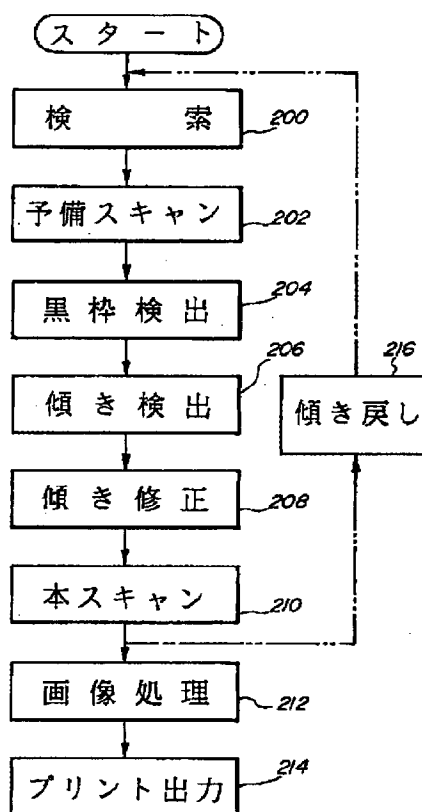 スタート
検索
200
予備スキャン
202
黒枠検出
204
傾き検出
206
傾き修正
208
本スキャン
210
画像処理
212
プリント出力
214
216
傾き戻し